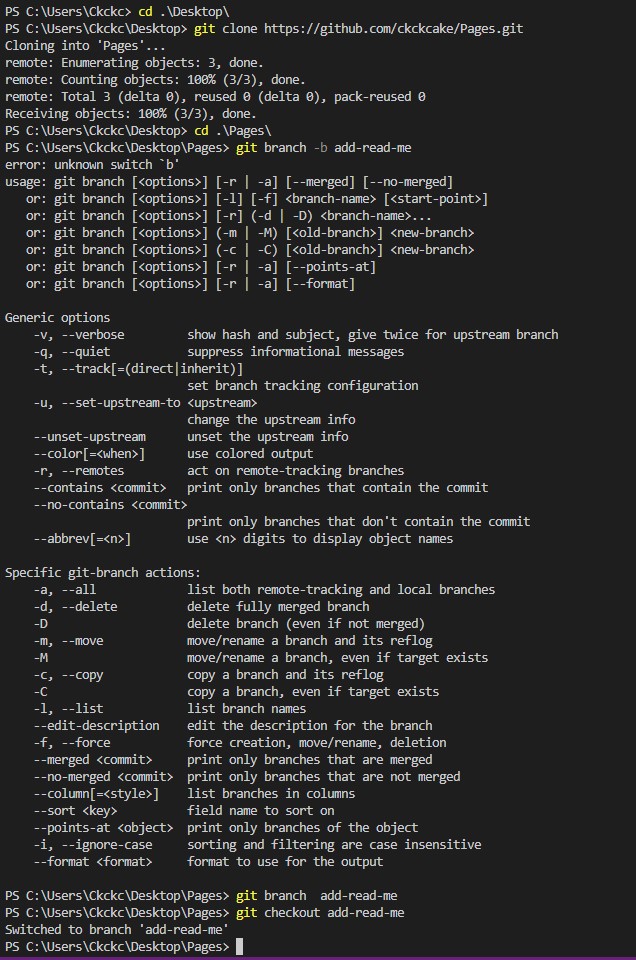 PS C:\Users\Ckckc> cd .\Desktop\
PS C:\Users\Ckckc\Desktop> git clone https://github.com/ckckcake/Pages.git
Cloning into 'Pages'...
remote: Enumerating objects: 3, done.
remote: Counting objects: 100% (3/3), done.
remote: Total 3 (delta 0), reused 0 (delta 0), pack-reused 0
Receiving objects: 100% (3/3), done.
PS C:\Users\Ckckc\Desktop> cd .\Pages\
PS C:\Users\Ckckc\Desktop\Pages> git branch -b add-read-me
error: unknown switch `b'
usage: git branch [<options>] [-r | -a] [--merged] [--no-merged]
   or: git branch [<options>] [-l] [-f] <branch-name> [<start-point>]
   or: git branch [<options>] [-r] (-d | -D) <branch-name>...
   or: git branch [<options>] (-m | -M) [<old-branch>] <new-branch>
   or: git branch [<options>] (-c | -C) [<old-branch>] <new-branch>
   or: git branch [<options>] [-r | -a] [--points-at]
   or: git branch [<options>] [-r | -a] [--format]

Generic options
    -v, --verbose         show hash and subject, give twice for upstream branch
    -q, --quiet           suppress informational messages
    -t, --track[=(direct|inherit)]
                          set branch tracking configuration
    -u, --set-upstream-to <upstream>
                          change the upstream info
    --unset-upstream      unset the upstream info
    --color[=<when>]      use colored output
    -r, --remotes         act on remote-tracking branches
    --contains <commit>   print only branches that contain the commit
    --no-contains <commit>
                          print only branches that don't contain the commit
    --abbrev[=<n>]        use <n> digits to display object names

Specific git-branch actions:
    -a, --all             list both remote-tracking and local branches
    -d, --delete          delete fully merged branch
    -D                    delete branch (even if not merged)
    -m, --move            move/rename a branch and its reflog
    -M                    move/rename a branch, even if target exists
    -c, --copy            copy a branch and its reflog
    -C                    copy a branch, even if target exists
    -l, --list            list branch names
    --edit-description    edit the description for the branch
    -f, --force           force creation, move/rename, deletion
    --merged <commit>     print only branches that are merged
    --no-merged <commit>  print only branches that are not merged
    --column[=<style>]    list branches in columns
    --sort <key>          field name to sort on
    --points-at <object>  print only branches of the object
    -i, --ignore-case     sorting and filtering are case insensitive
    --format <format>     format to use for the output

PS C:\Users\Ckckc\Desktop\Pages> git branch  add-read-me
PS C:\Users\Ckckc\Desktop\Pages> git checkout add-read-me
Switched to branch 'add-read-me'
PS C:\Users\Ckckc\Desktop\Pages>